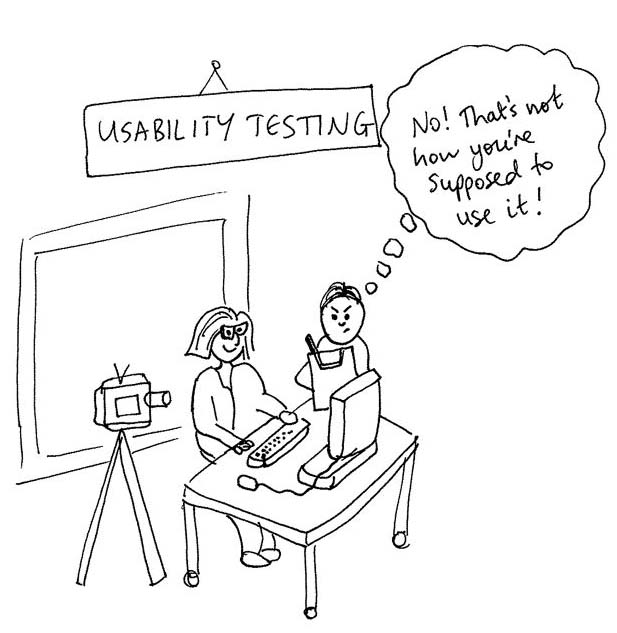 USABILITY TESTING
No! That's not
how you're
supposed to
use it!